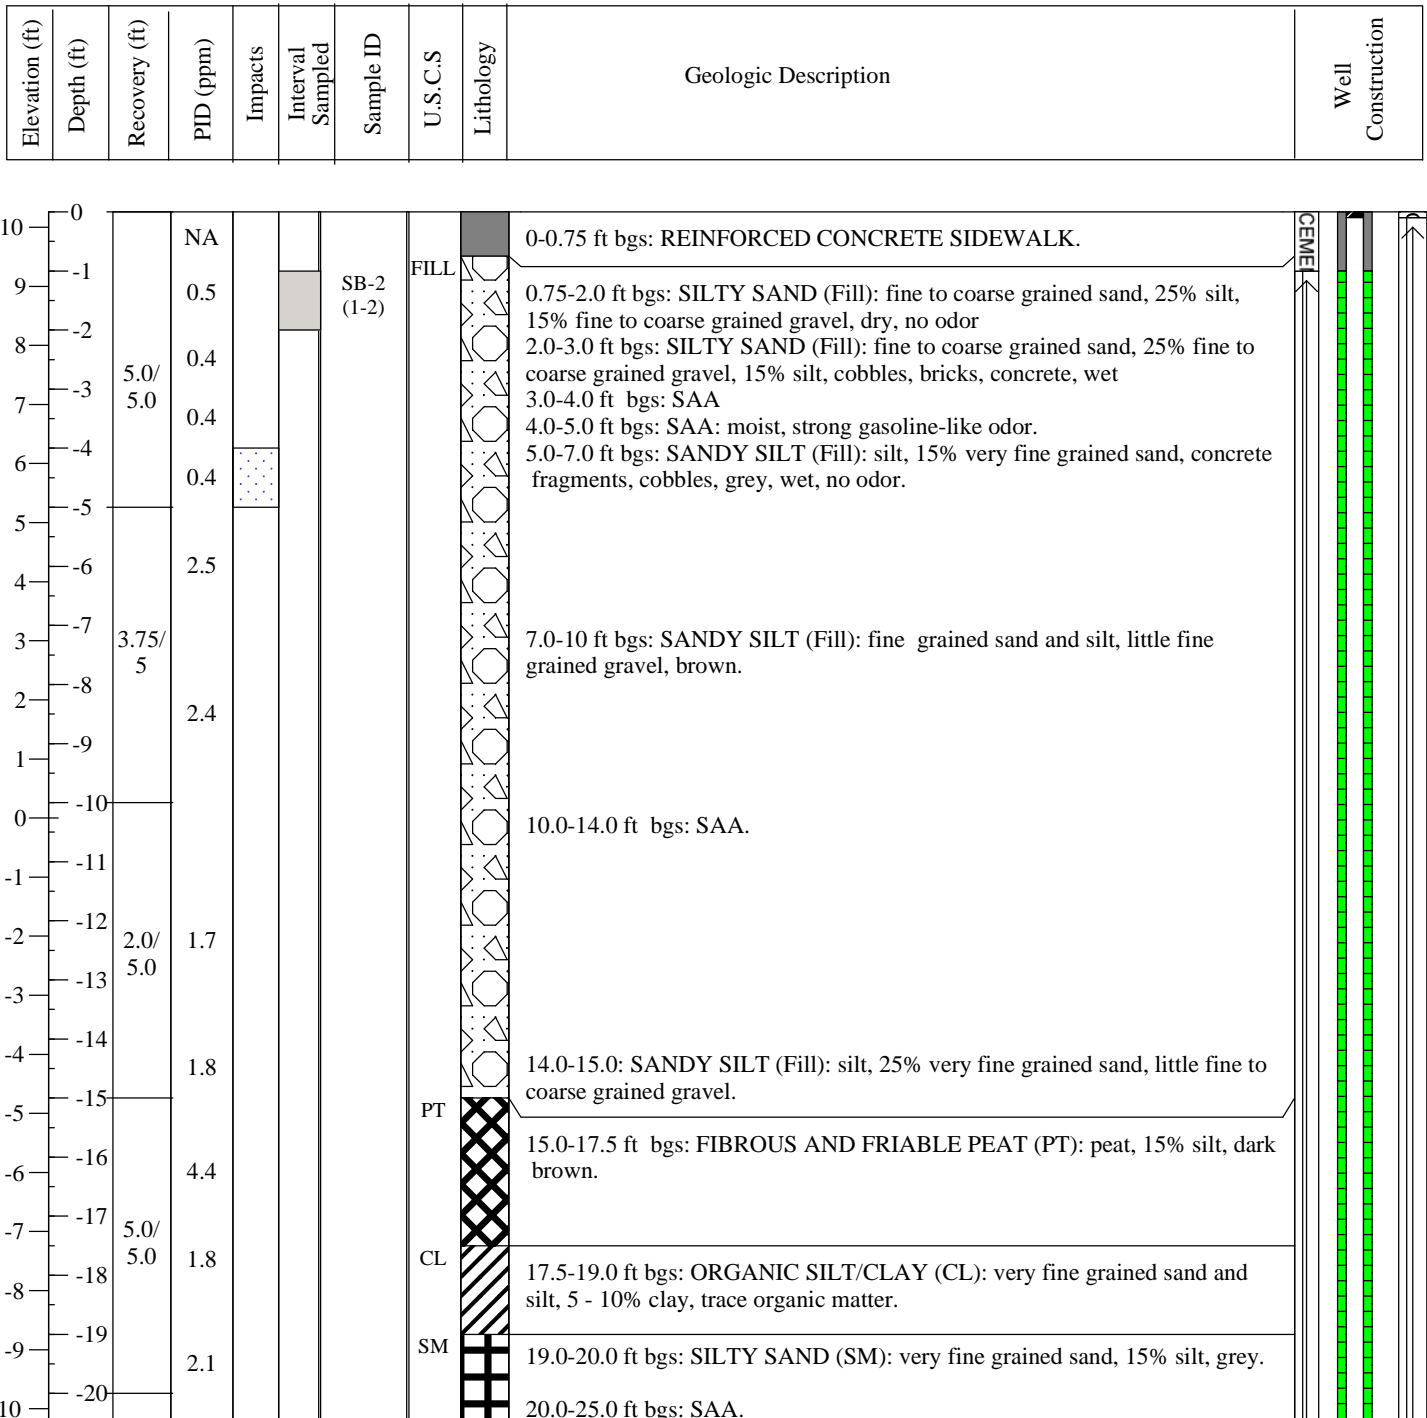 Elevation (ft)
Depth (ft)
Recovery (ft)
PID (ppm)
Impacts
Interval
Sampled
Sample ID
U.S.C.S
Lithology
Geologic Description
Well
Construction
10
9
8
7
6
5
4
3
2
1
0
-1
-2
-3
-4
-5
-6
-7
-8
-9
10
0
-1
-2
-3
-4
-5
-6
-7
-8
-9
-10
-11
-12
-13
-14
-15
-16
-17
-18
-19
-20
5.0/
5.0
3.75/
5
2.0/
5.0
5.0/
5.0
NA
0.5
0.4
0.4
0.4
2.5
2.4
1.7
1.8
4.4
1.8
2.1
SB-2
(1-2)
FILL
PT
CL
SM
0-0.75 ft bgs: REINFORCED CONCRETE SIDEWALK.
0.75-2.0 ft bgs: SILTY SAND (Fill): fine to coarse grained sand, 25% silt,
15% fine to coarse grained gravel, dry, no odor
2.0-3.0 ft bgs: SILTY SAND (Fill): fine to coarse grained sand, 25% fine to
coarse grained gravel, 15% silt, cobbles, bricks, concrete, wet
3.0-4.0 ft bgs: SAA
4.0-5.0 ft bgs: SAA: moist, strong gasoline-like odor.
5.0-7.0 ft bgs: SANDY SILT (Fill): silt, 15% very fine grained sand, concrete
fragments, cobbles, grey, wet, no odor.
7.0-10 ft bgs: SANDY SILT (Fill): fine grained sand and silt, little fine
grained gravel, brown.
10.0-14.0 ft bgs: SAA.
14.0-15.0: SANDY SILT (Fill): silt, 25% very fine grained sand, little fine to
coarse grained gravel.
15.0-17.5 ft bgs: FIBROUS AND FRIABLE PEAT (PT): peat, 15% silt, dark
brown.
17.5-19.0 ft bgs: ORGANIC SILT/CLAY (CL): very fine grained sand and
silt, 5 - 10% clay, trace organic matter.
19.0-20.0 ft bgs: SILTY SAND (SM): very fine grained sand, 15% silt, grey.
20.0-25.0 ft bgs: SAA.
CEME